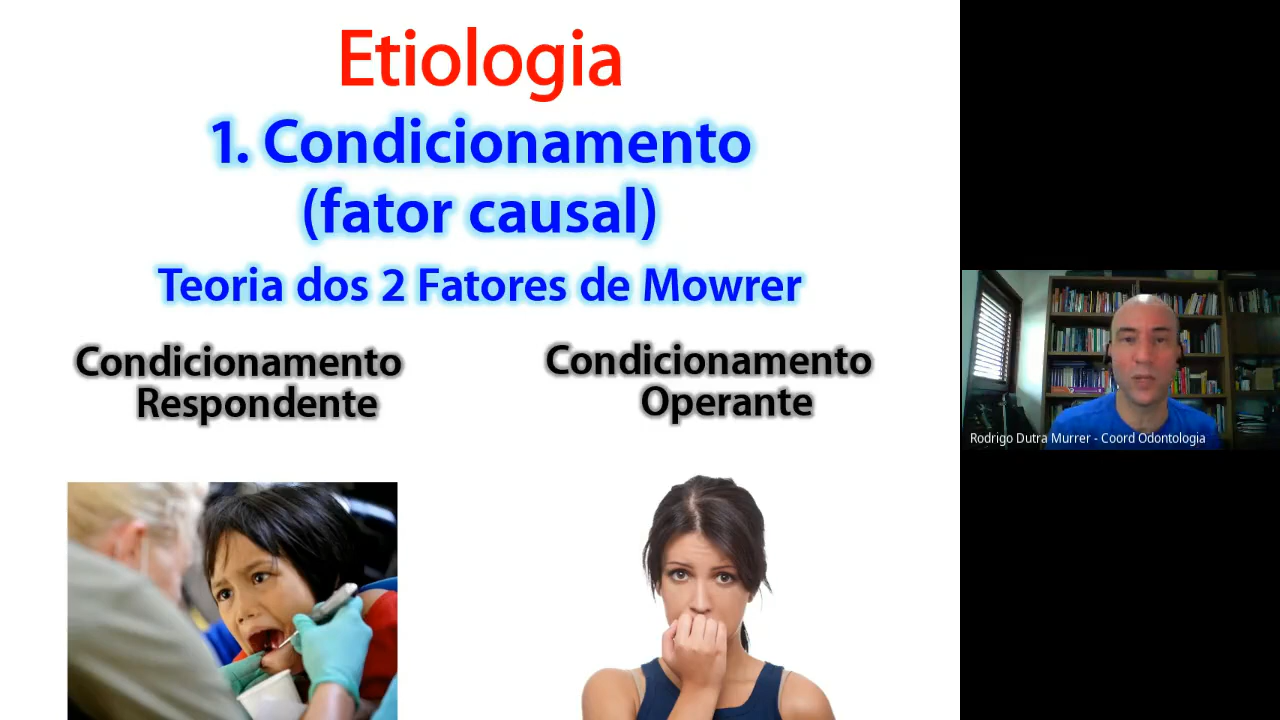 Etiologia
1. Condicionamento
(fator causal)
Teoria dos 2 Fatores de Mowrer
Condicionamento
Respondente
Condicionamento
Operante
Rodrigo Dutra Murrer - Coord Odontologia